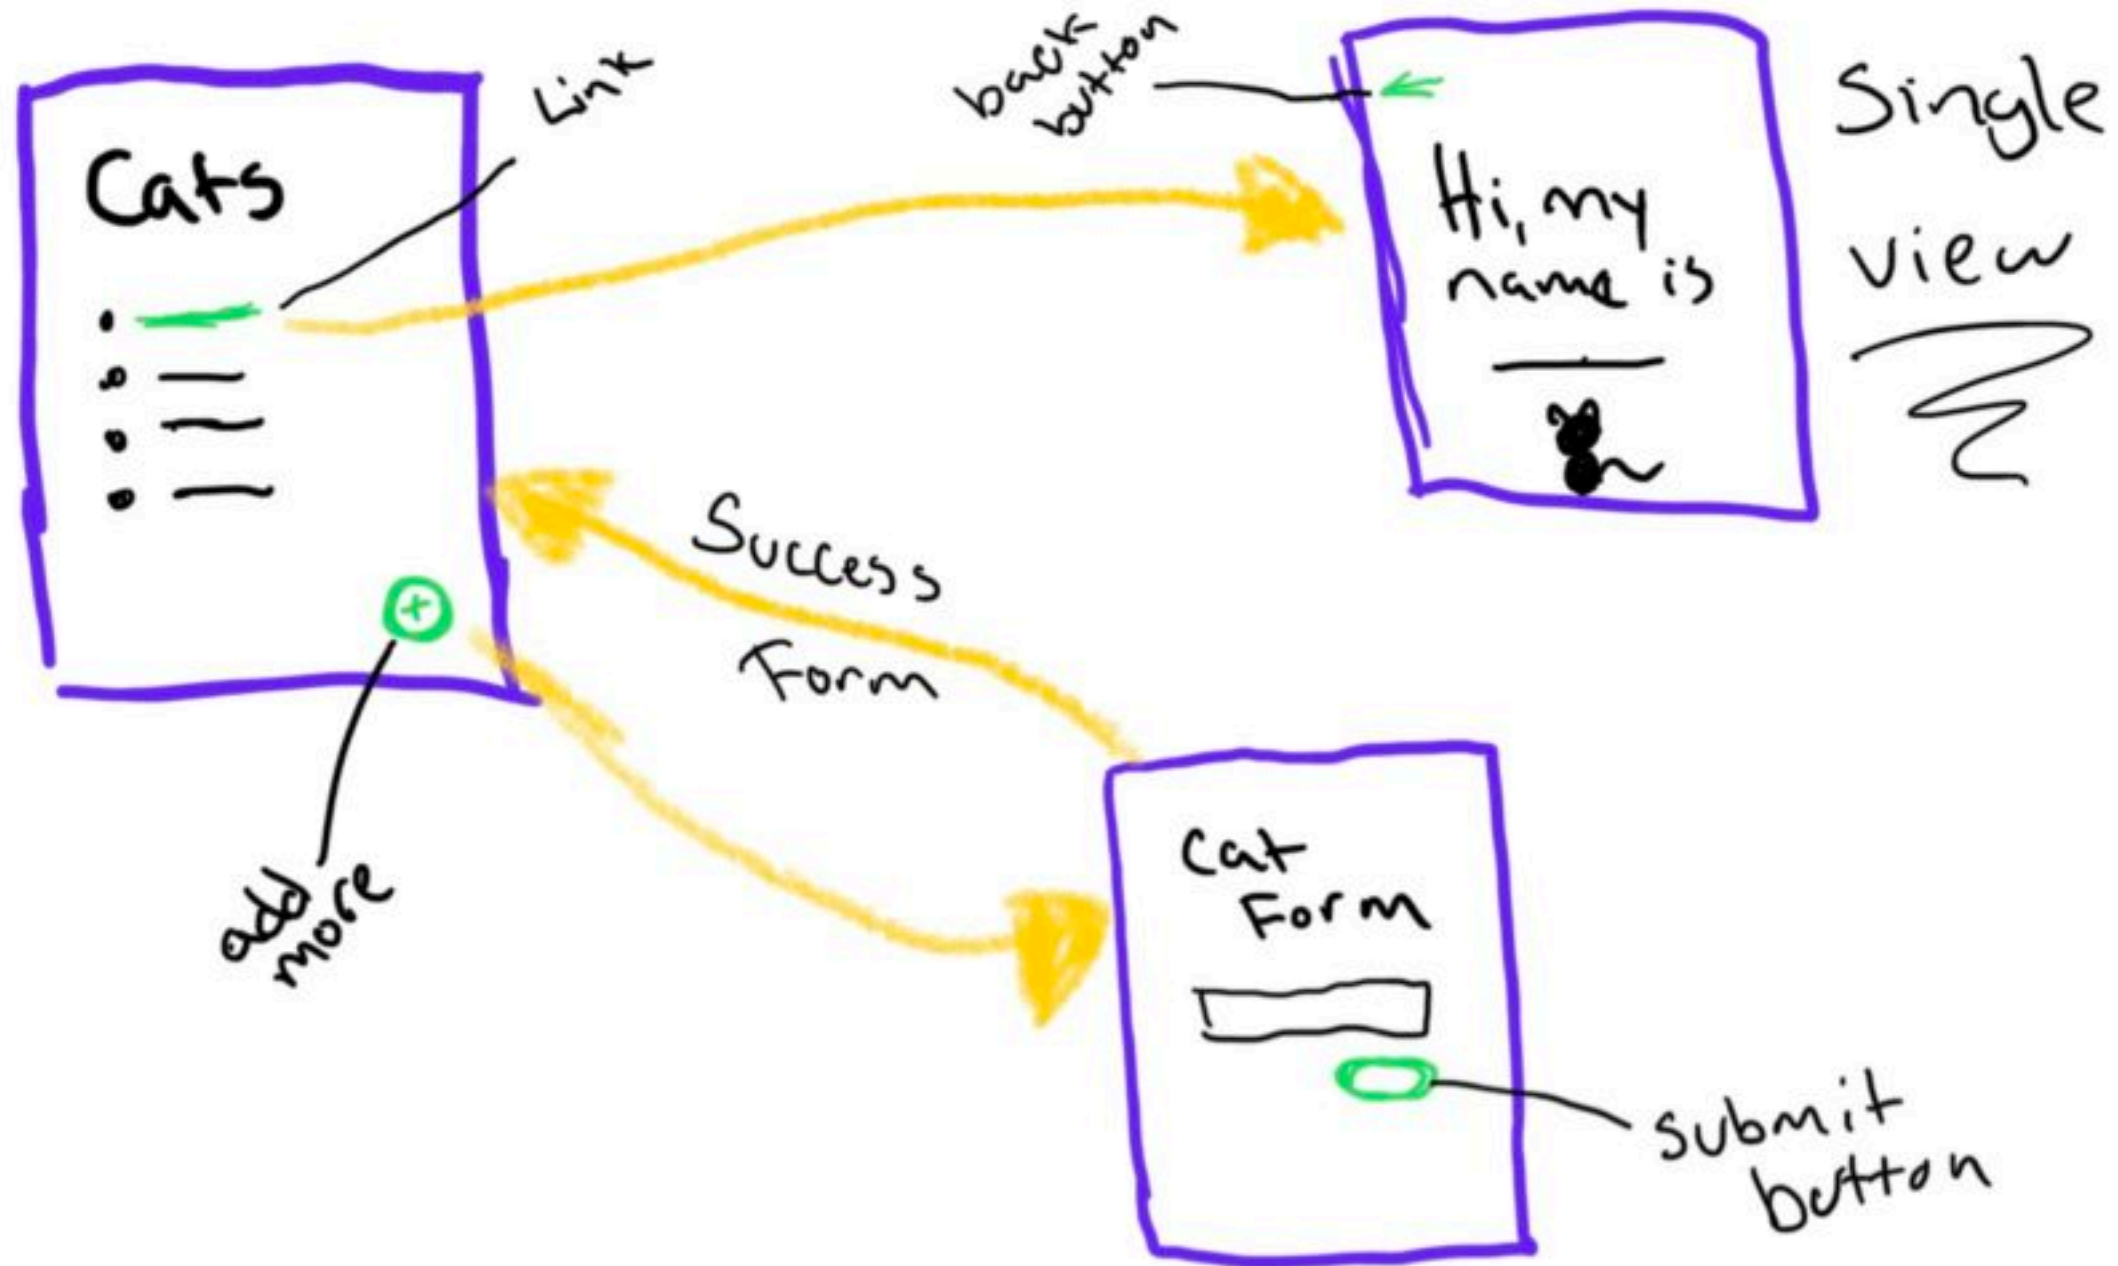 Cats
Link
back
button
Hi, my
name is
Single
view
Success
Form
add
more
Cat
Form
submit
button